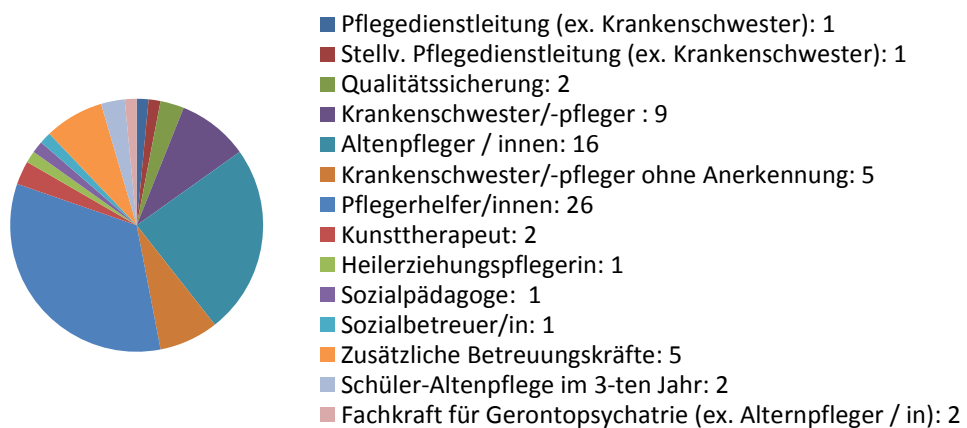 Pflegedienstleitung (ex. Krankenschwester): 1
Stellv. Pflegedienstleitung (ex. Krankenschwester): 1
Qualitätssicherung: 2
Krankenschwester/-pfleger : 9
Altenpfleger / innen: 16
Krankenschwester/-pfleger ohne Anerkennung: 5
Pflegerhelfer/innen: 26
Kunsttherapeut: 2
Heilerziehungspflegerin: 1
Sozialpädagoge:  1
Sozialbetreuer/in: 1
Zusätzliche Betreuungskräfte: 5
Schüler-Altenpflege im 3-ten Jahr: 2
Fachkraft für Gerontopsychatrie (ex. Alternpfleger / in): 2